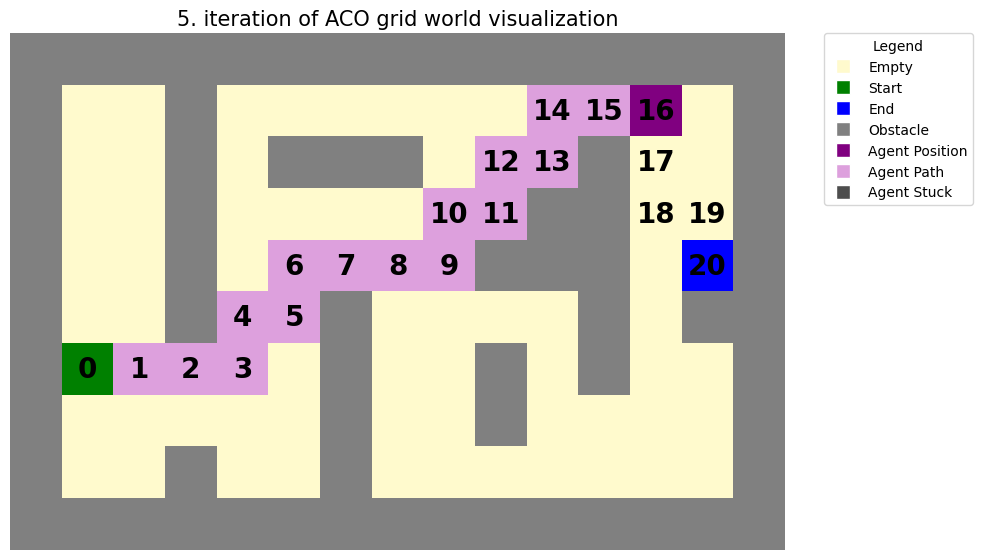 5. iteration of ACO grid world visualization
Legend
Empty
Start
End
Obstacle
Agent Position
Agent Path
Agent Stuck
14 15 16
12 13 17
10 11 18 19
6 7 8 9 20
4 5
0 1 2 3